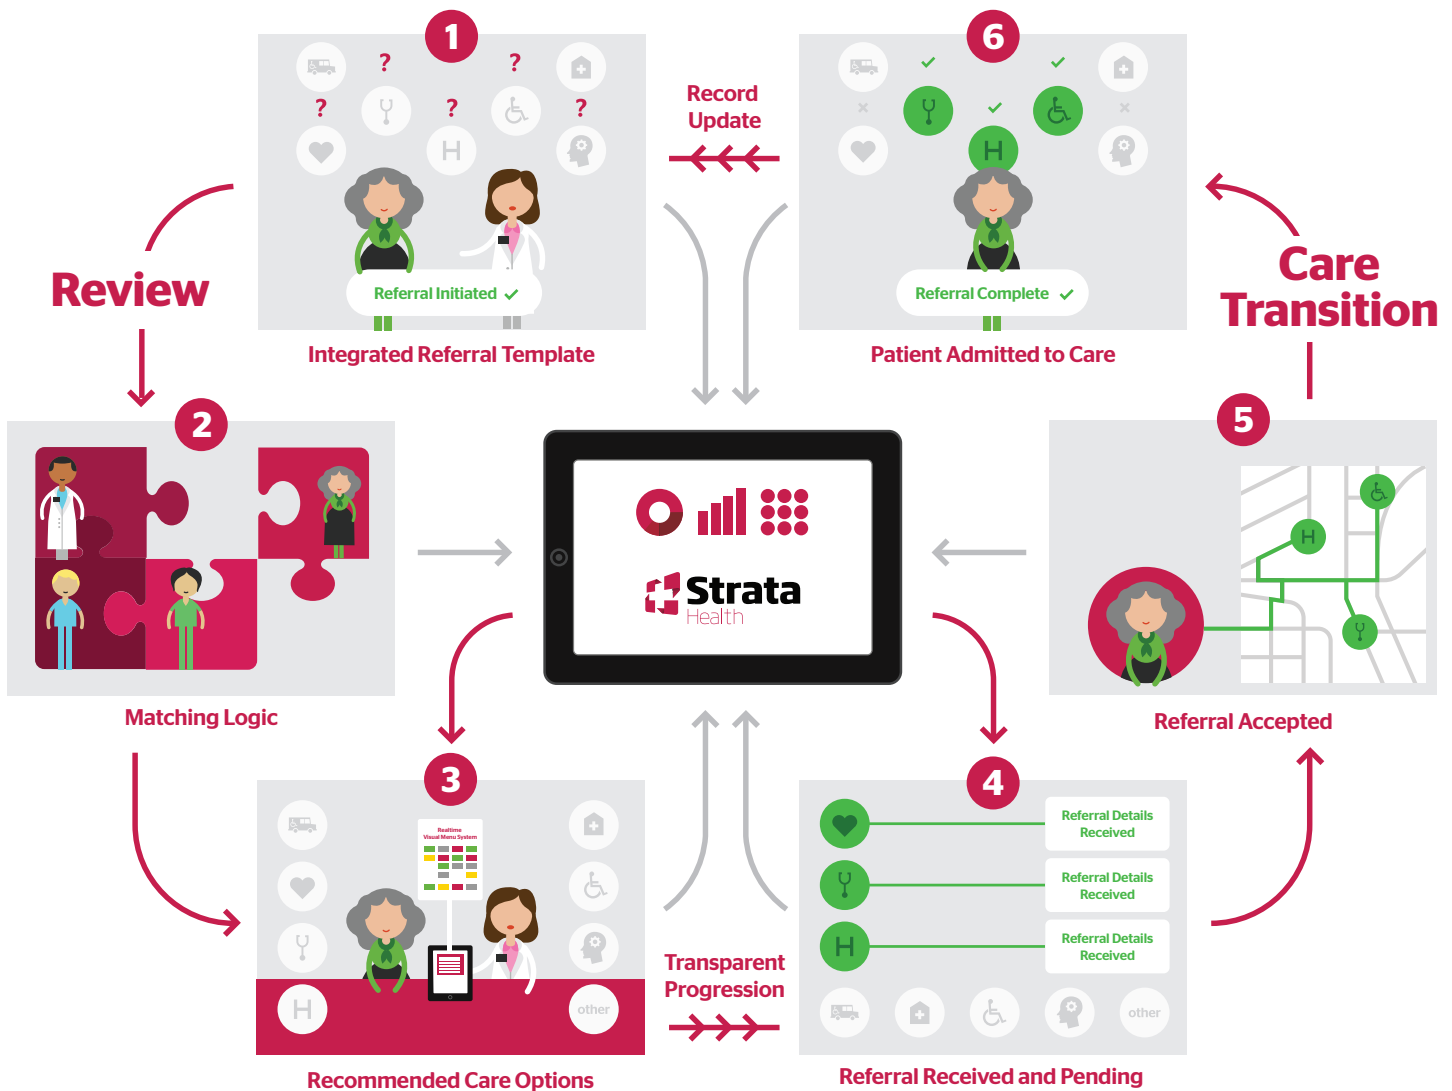 1
?
?
?
?
?
Referral Initiated
Integrated Referral Template
Record
Update
6
Referral Complete
Patient Admitted to Care
Review
Care
Transition
2
Matching Logic
Strata
Health
5
H
Referral Accepted
3
Realtime
Visual Menu System
H
other
Recommended Care Options
Transparent
Progression
4
Referral Details
Received
Referral Details
Received
H
Referral Details
Received
other
Referral Received and Pending
H
H